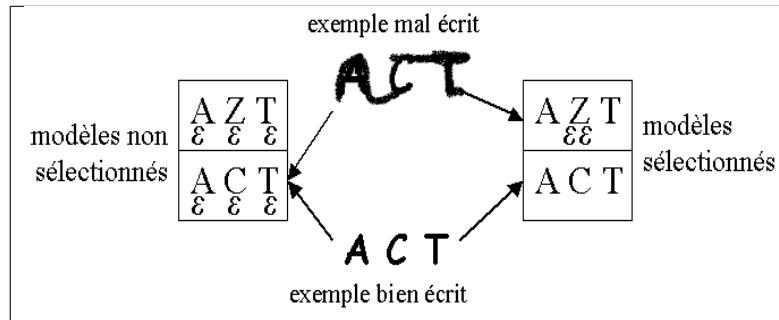 exemple mal écrit
ACT
A Z T
ε ε ε
A C T
ε ε ε
modèles non
sélectionnés
A Z T
εε
A C T
modèles
sélectionnés
A C T
exemple bien écrit